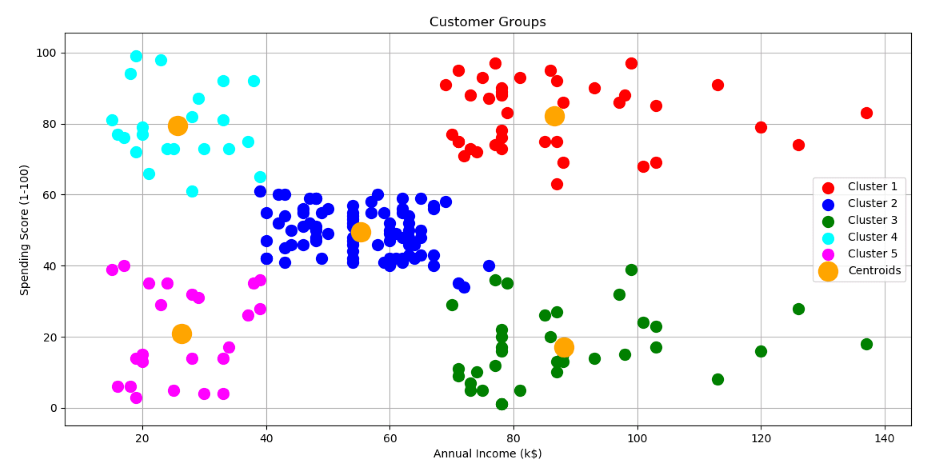 Customer Groups
Spending Score (1-100)
100
80
60
40
20
0
Cluster 1
Cluster 2
Cluster 3
Cluster 4
Cluster 5
Centroids
20 40 60 80 100 120 140
Annual Income (k$)